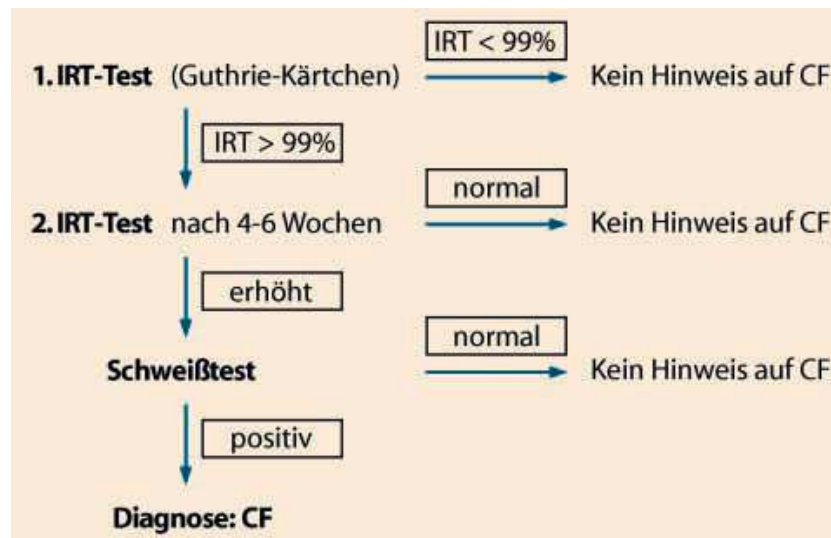 IRT < 99%
1. IRT-Test (Guthrie-Kärtchen) Kein Hinweis auf CF
IRT > 99%
normal
2. IRT-Test nach 4-6 Wochen Kein Hinweis auf CF
erhöht
normal
Schweißtest Kein Hinweis auf CF
positiv
Diagnose: CF